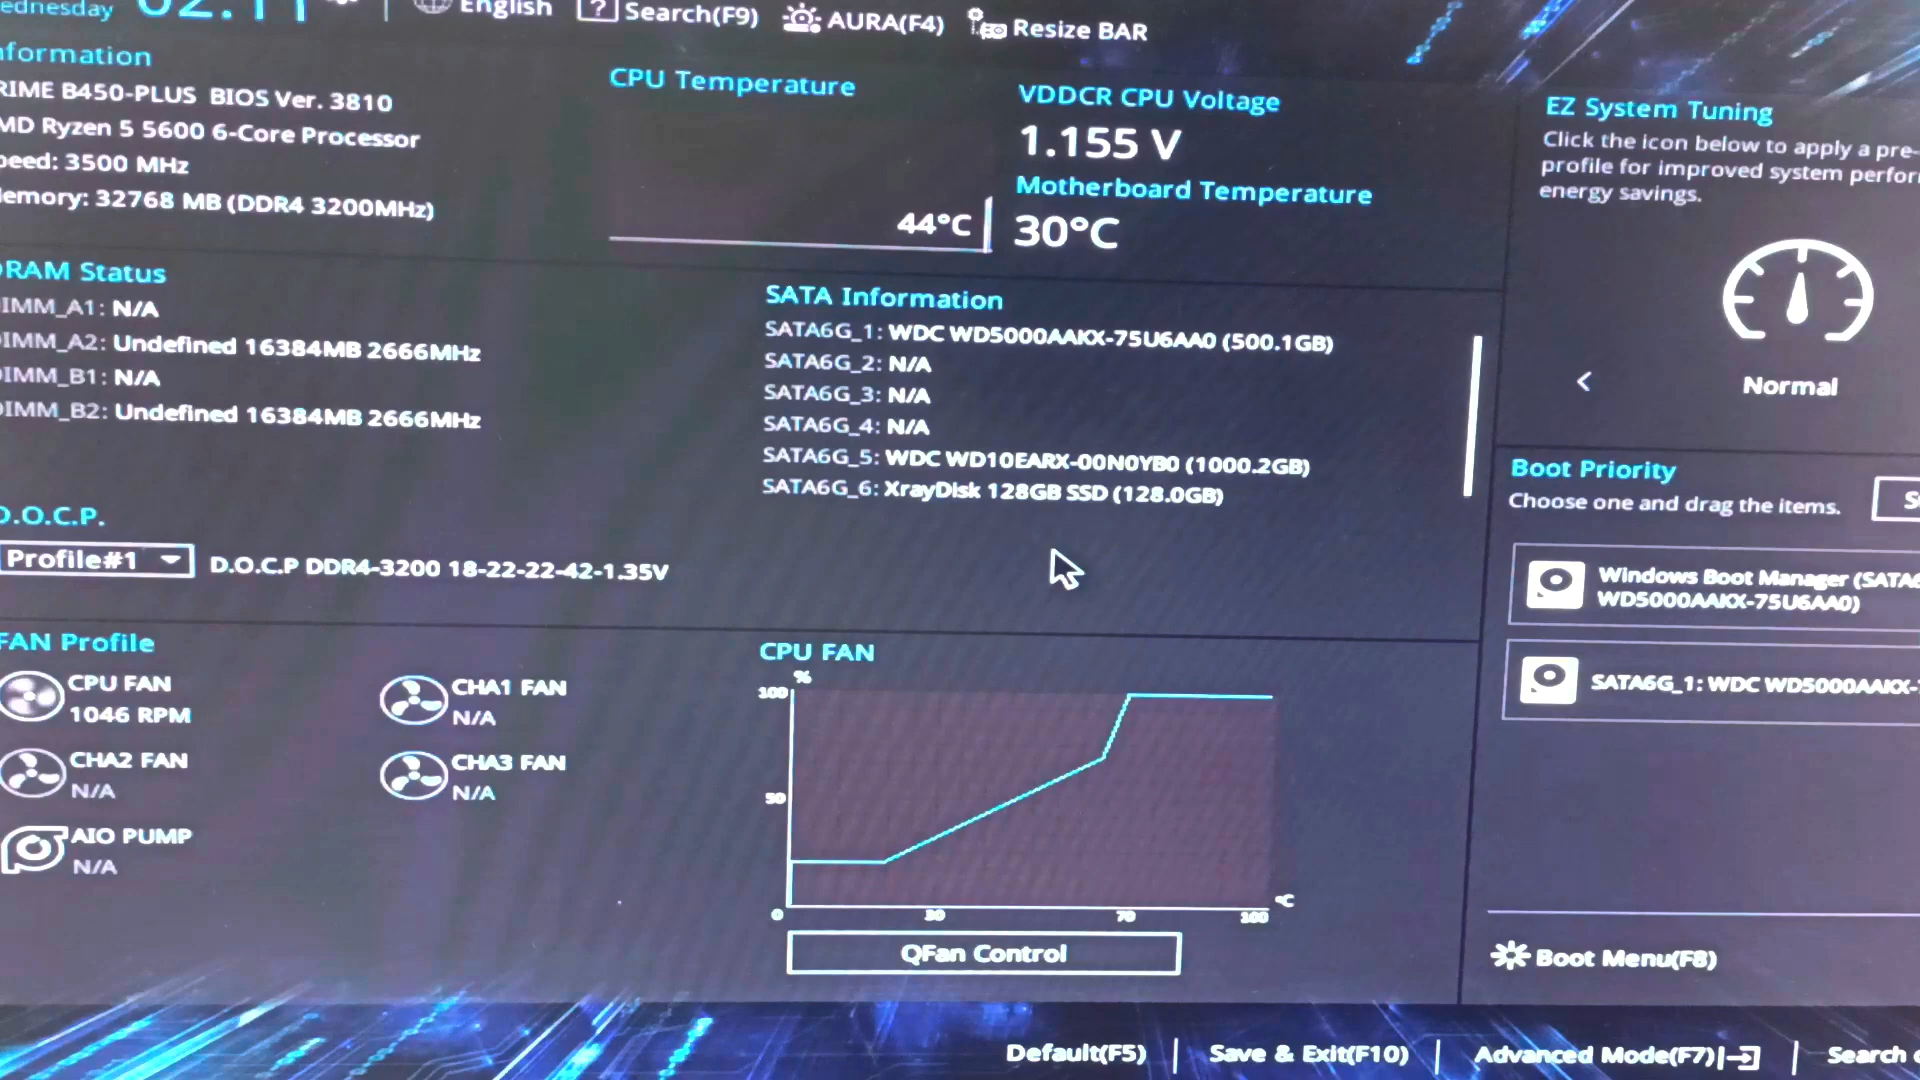 ednesday 02:11 English Search(F9) AURA(F4) Resize BAR
formation
RIME B450-PLUS BIOS Ver. 3810
MD Ryzen 5 5600 6-Core Processor
peed: 3500 MHz
emory: 32768 MB (DDR4 3200MHz)
CPU Temperature
44°C
VDDCR CPU Voltage
1.155 V
Motherboard Temperature
30°C
EZ System Tuning
Click the icon below to apply a pre-
profile for improved system perfor
energy savings.
Normal
RAM Status
IMM_A1: N/A
IMM_A2: Undefined 16384MB 2666MHz
IMM_B1: N/A
IMM_B2: Undefined 16384MB 2666MHz
SATA Information
SATA6G_1: WDC WD5000AAKX-75U6AA0 (500.1GB)
SATA6G_2: N/A
SATA6G_3: N/A
SATA6G_4: N/A
SATA6G_5: WDC WD10EARX-00N0YB0 (1000.2GB)
SATA6G_6: XrayDisk 128GB SSD (128.0GB)
D.O.C.P.
Profile#1 D.O.C.P DDR4-3200 18-22-22-42-1.35V
Boot Priority
Choose one and drag the items.
Windows Boot Manager (SATA6
WD5000AAKX-75U6AA0)
SATA6G_1: WDC WD5000AAKX-7
FAN Profile
CPU FAN
1046 RPM
CHA1 FAN
N/A
CHA2 FAN
N/A
CHA3 FAN
N/A
AIO PUMP
N/A
CPU FAN
%
100
50
0 30 70 100 °C
QFan Control
Boot Menu(F8)
Default(F5) Save & Exit(F10) Advanced Mode(F7) Search